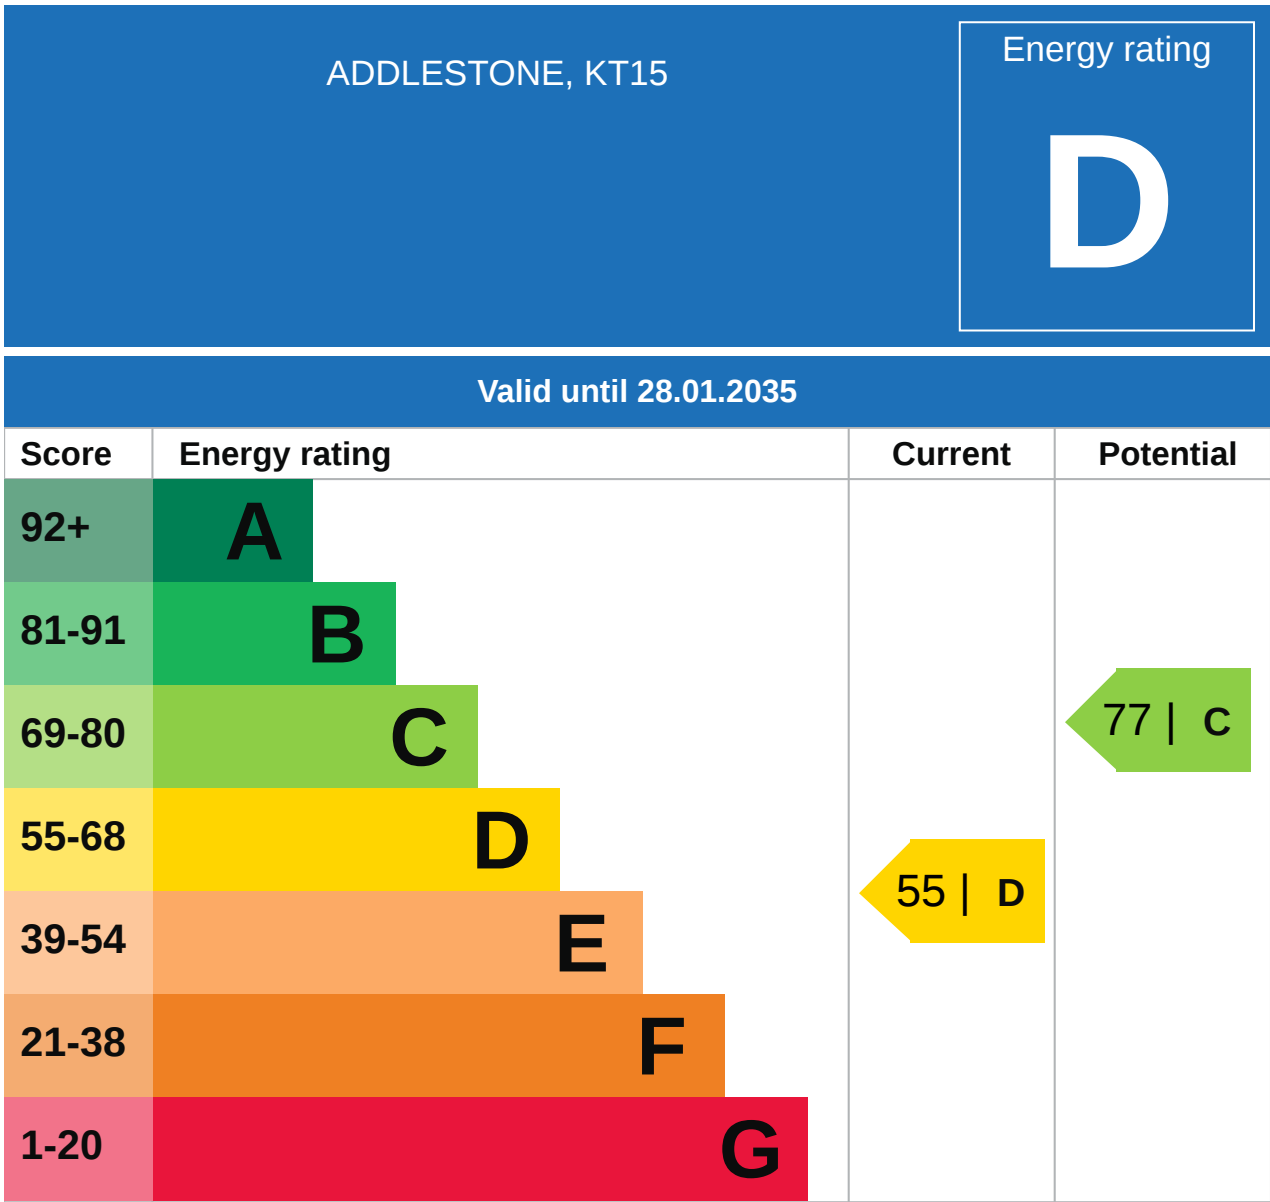 ADDLESTONE, KT15
Energy rating
D
Valid until 28.01.2035
Score Energy rating Current Potential
92+ A
81-91 B
69-80 C
77 | C
55-68 D
55 | D
39-54 E
21-38 F
1-20 G